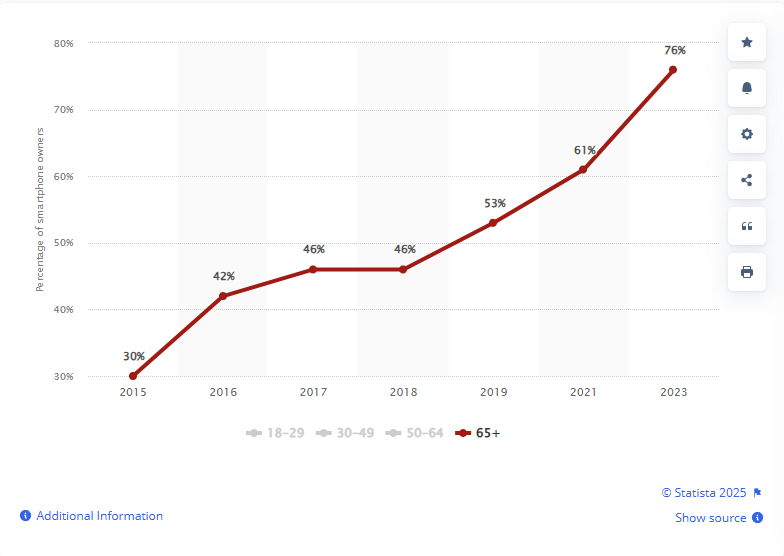 80%
76%
70%
61%
60%
53%
50%
46%
46%
42%
40%
30%
30%
Percentage of smartphone owners
2015 2016 2017 2018 2019 2021 2023
18–29 30–49 50–64 65+
© Statista 2025
Additional Information
Show source